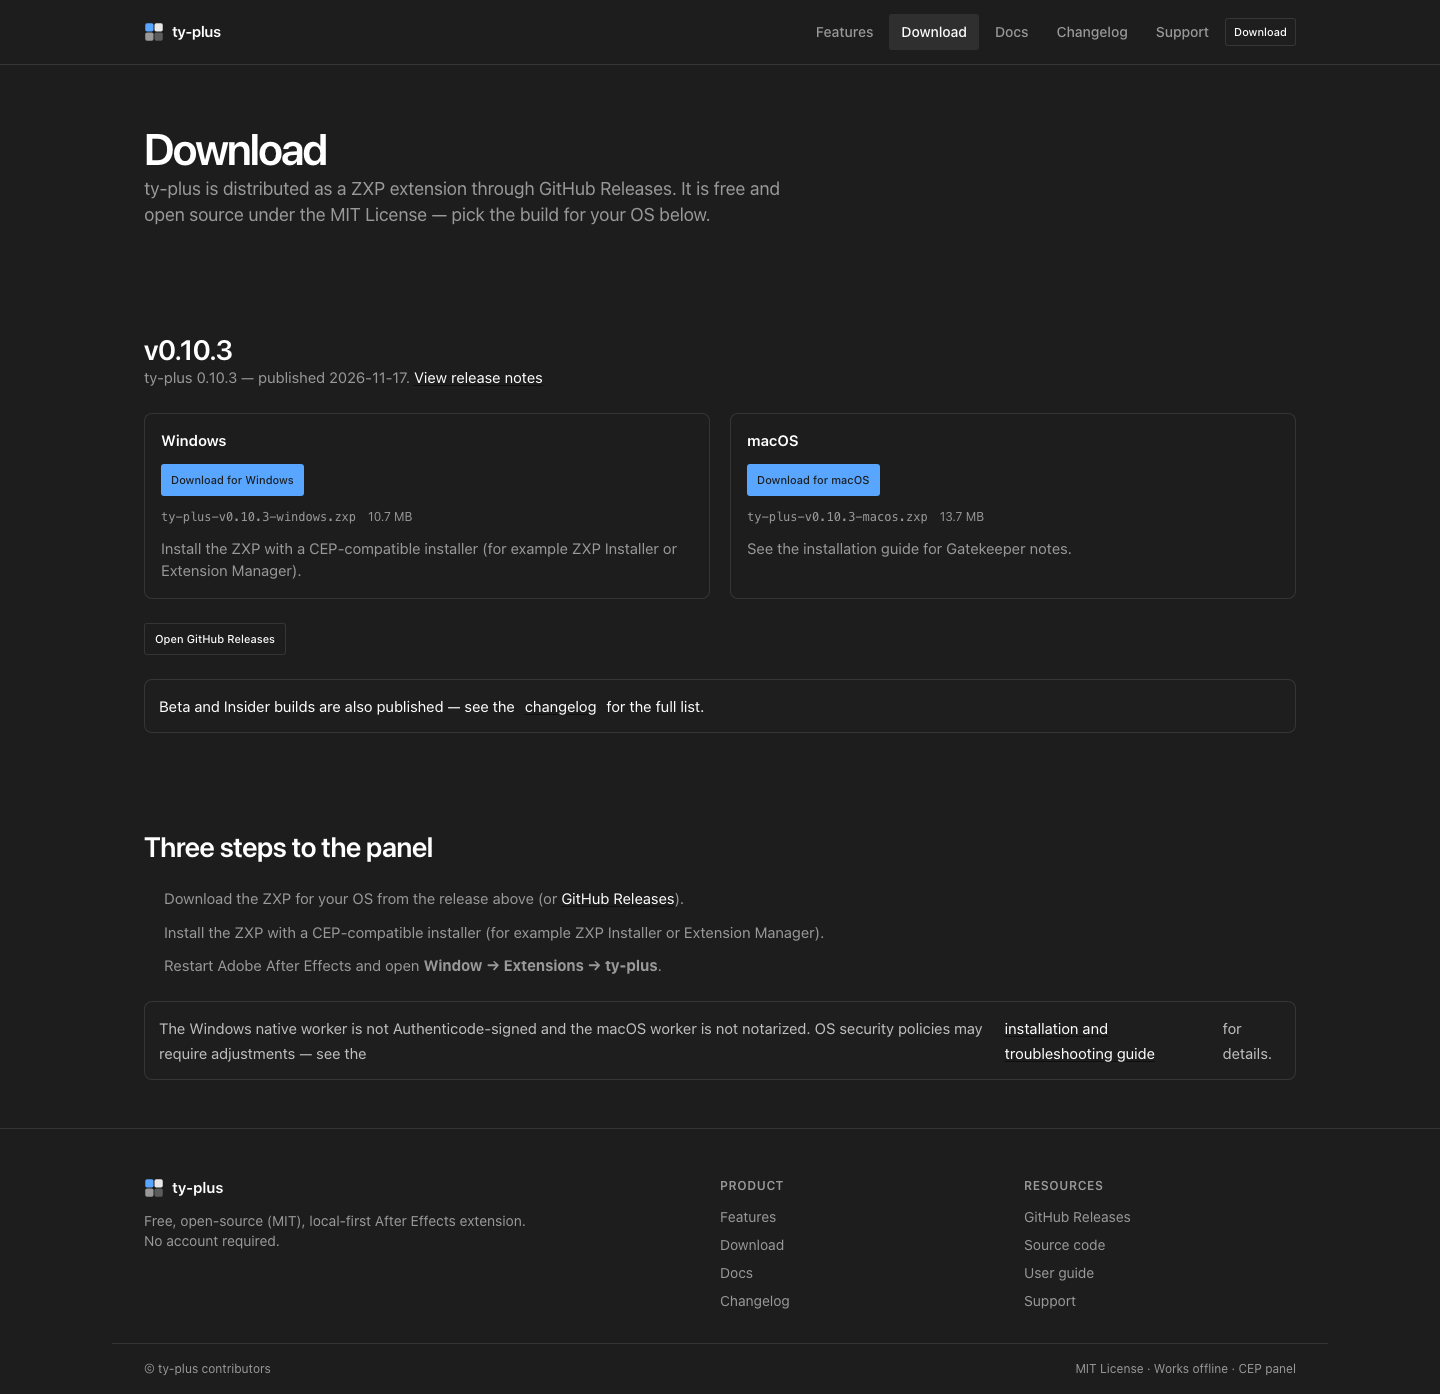 ty-plus
Features
Download
Docs
Changelog
Support
Download
Download
ty-plus is distributed as a ZXP extension through GitHub Releases. It is free and
open source under the MIT License — pick the build for your OS below.
v0.10.3
ty-plus 0.10.3 — published 2026-11-17. View release notes
Windows
Download for Windows
ty-plus-v0.10.3-windows.zxp 10.7 MB
Install the ZXP with a CEP-compatible installer (for example ZXP Installer or
Extension Manager).
macOS
Download for macOS
ty-plus-v0.10.3-macos.zxp 13.7 MB
See the installation guide for Gatekeeper notes.
Open GitHub Releases
Beta and Insider builds are also published — see the changelog for the full list.
Three steps to the panel
Download the ZXP for your OS from the release above (or GitHub Releases).
Install the ZXP with a CEP-compatible installer (for example ZXP Installer or Extension Manager).
Restart Adobe After Effects and open Window → Extensions → ty-plus.
The Windows native worker is not Authenticode-signed and the macOS worker is not notarized. OS security policies may
require adjustments — see the
installation and
troubleshooting guide
for
details.
ty-plus
Free, open-source (MIT), local-first After Effects extension.
No account required.
PRODUCT
Features
Download
Docs
Changelog
RESOURCES
GitHub Releases
Source code
User guide
Support
© ty-plus contributors
MIT License · Works offline · CEP panel